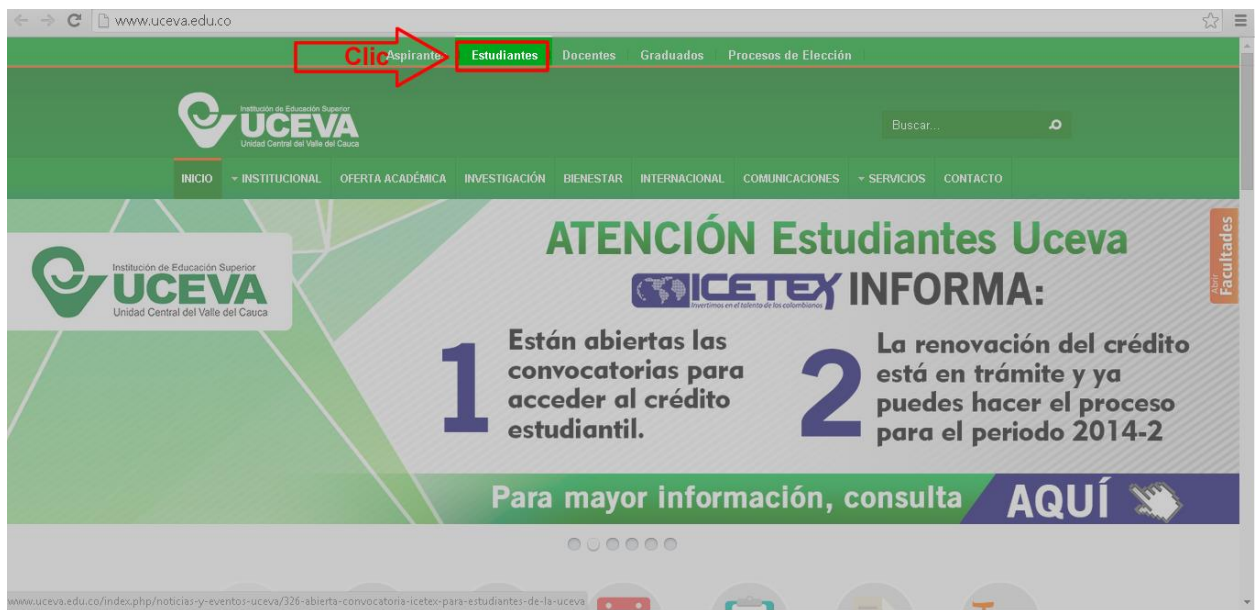 www.uceva.edu.co
Clic
Aspirante Estudiantes Docentes Graduados Procesos de Elección
Institución de Educación Superior
UCEVA
Unidad Central del Valle del Cauca
Buscar...
INICIO INSTITUCIONAL OFERTA ACADÉMICA INVESTIGACIÓN BIENESTAR INTERNACIONAL COMUNICACIONES SERVICIOS CONTACTO
Institución de Educación Superior
UCEVA
Unidad Central del Valle del Cauca
ATENCIÓN Estudiantes Uceva
ICETEX INFORMA:
Invertimos en el talento de los colombianos
1
Están abiertas las
convocatorias para
acceder al crédito
estudiantil.
2
La renovación del crédito
está en trámite y ya
puedes hacer el proceso
para el periodo 2014-2
Para mayor información, consulta AQUÍ
Abrir
Facultades
www.uceva.edu.co/index.php/noticias-y-eventos-uceva/326-abierta-convocatoria-icetex-para-estudiantes-de-la-uceva